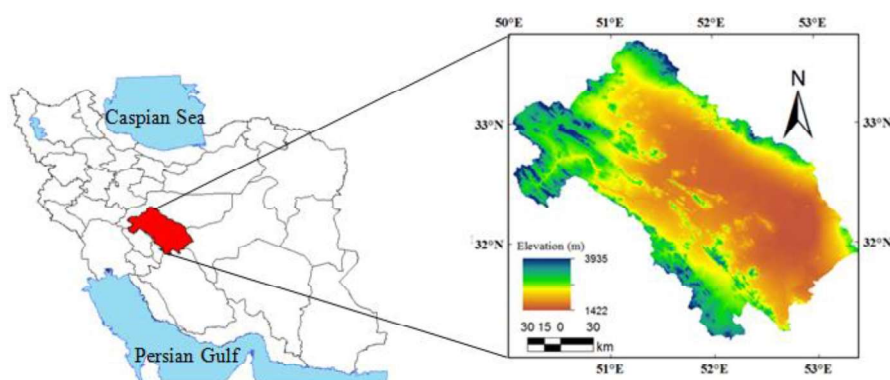 Caspian Sea
Persian Gulf
50°E 51°E 52°E 53°E
N
33°N 33°N
32°N 32°N
Elevation (m)
3935
1422
30 15 0 30
km
51°E 52°E 53°E